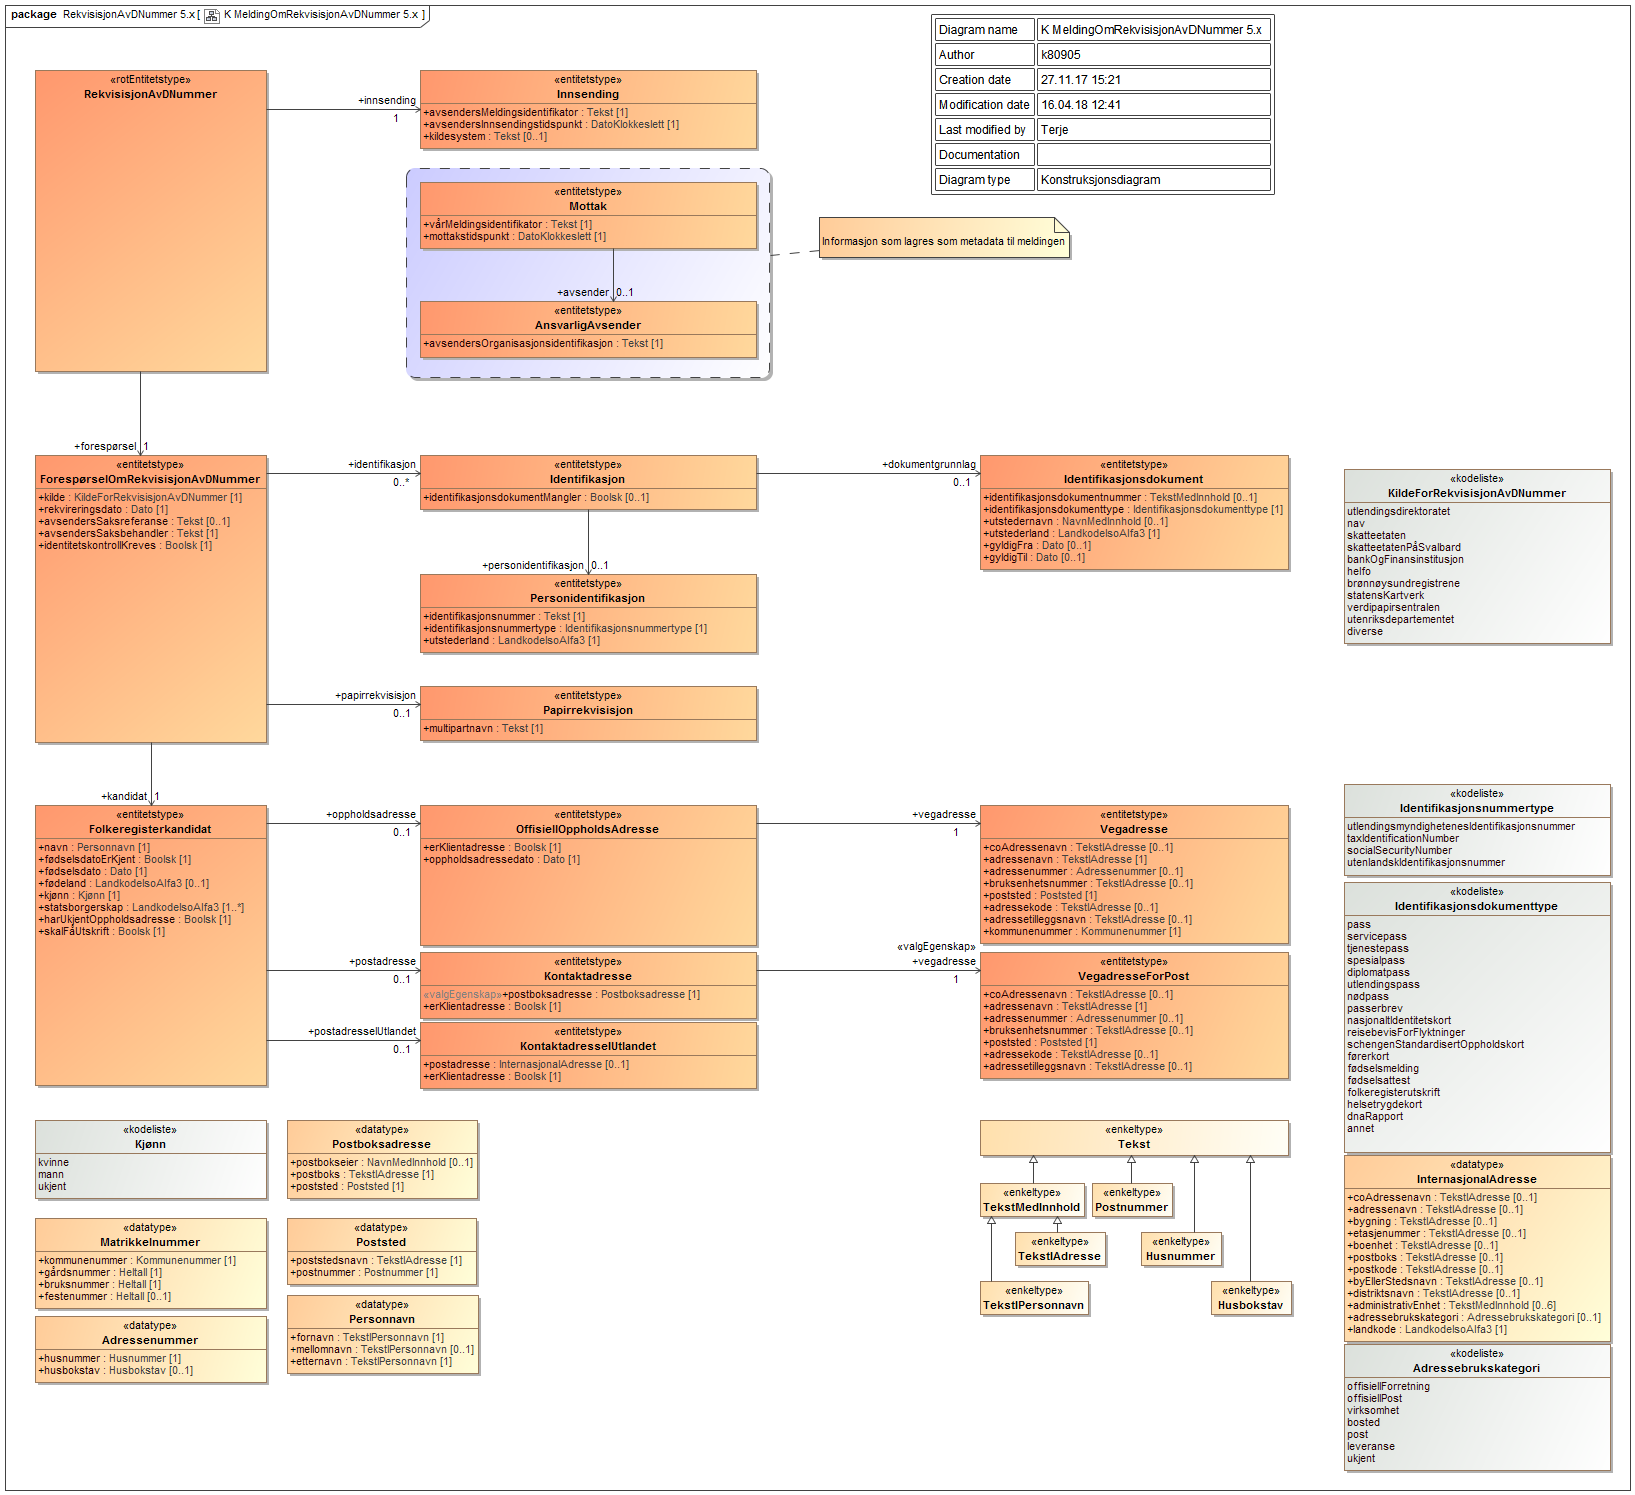 package RekvisisjonAvDNummer 5.x [ K MeldingOmRekvisisjonAvDNummer 5.x ]
Diagram name K MeldingOmRekvisisjonAvDNummer 5.x
Author k80905
Creation date 27.11.17 15:21
Modification date 16.04.18 12:41
Last modified by Terje
Documentation
Diagram type Konstruksjonsdiagram
«rotEntitetstype»
RekvisisjonAvDNummer
+innsending
1
«entitetstype»
Innsending
+avsendersMeldingsidentifikator : Tekst [1]
+avsendersInnsendingstidspunkt : DatoKlokkeslett [1]
+kildesystem : Tekst [0..1]
«entitetstype»
Mottak
+vårMeldingsidentifikator : Tekst [1]
+mottakstidspunkt : DatoKlokkeslett [1]
Informasjon som lagres som metadata til meldingen
+avsender 0..1
«entitetstype»
AnsvarligAvsender
+avsendersOrganisasjonsidentifikasjon : Tekst [1]
+forespørsel 1
«entitetstype»
ForespørselOmRekvisisjonAvDNummer
+kilde : KildeForRekvisisjonAvDNummer [1]
+rekvireringsdato : Dato [1]
+avsendersSaksreferanse : Tekst [0..1]
+avsendersSaksbehandler : Tekst [1]
+identitetskontrollKreves : Boolsk [1]
+identifikasjon
0..*
«entitetstype»
Identifikasjon
+identifikasjonsdokumentMangler : Boolsk [0..1]
+dokumentgrunnlag
0..1
«entitetstype»
Identifikasjonsdokument
+identifikasjonsdokumentnummer : TekstMedInnhold [0..1]
+identifikasjonsdokumenttype : Identifikasjonsdokumenttype [1]
+utstedernavn : NavnMedInnhold [0..1]
+utstederland : LandkodeIsoAlfa3 [1]
+gyldigFra : Dato [0..1]
+gyldigTil : Dato [0..1]
«kodeliste»
KildeForRekvisisjonAvDNummer
utlendingsdirektoratet
nav
skatteetaten
skatteetatenPåSvalbard
bankOgFinansinstitusjon
helfo
brønnøysundregistrene
statensKartverk
verdipapirsentralen
utenriksdepartementet
diverse
+personidentifikasjon 0..1
«entitetstype»
Personidentifikasjon
+identifikasjonsnummer : Tekst [1]
+identifikasjonsnummertype : Identifikasjonsnummertype [1]
+utstederland : LandkodeIsoAlfa3 [1]
+papirrekvisisjon
0..1
«entitetstype»
Papirrekvisisjon
+multipartnavn : Tekst [1]
+kandidat 1
«entitetstype»
Folkeregisterkandidat
+navn : Personnavn [1]
+fødselsdatoErKjent : Boolsk [1]
+fødselsdato : Dato [1]
+fødeland : LandkodeIsoAlfa3 [0..1]
+kjønn : Kjønn [1]
+statsborgerskap : LandkodeIsoAlfa3 [1..*]
+harUkjentOppholdsadresse : Boolsk [1]
+skalFåUtskrift : Boolsk [1]
+oppholdsadresse
0..1
«entitetstype»
OffisiellOppholdsAdresse
+erKlientadresse : Boolsk [1]
+oppholdsadressedato : Dato [1]
+vegadresse
1
«entitetstype»
Vegadresse
+coAdressenavn : TekstIAdresse [0..1]
+adressenavn : TekstIAdresse [1]
+adressenummer : Adressenummer [0..1]
+bruksenhetsnummer : TekstIAdresse [0..1]
+poststed : Poststed [1]
+adressekode : TekstIAdresse [0..1]
+adressetilleggsnavn : TekstIAdresse [0..1]
+kommunenummer : Kommunenummer [1]
+postadresse
0..1
«entitetstype»
Kontaktadresse
«valgEgenskap»+postboksadresse : Postboksadresse [1]
+erKlientadresse : Boolsk [1]
«valgEgenskap»
+vegadresse
1
«entitetstype»
VegadresseForPost
+coAdressenavn : TekstIAdresse [0..1]
+adressenavn : TekstIAdresse [1]
+adressenummer : Adressenummer [0..1]
+bruksenhetsnummer : TekstIAdresse [0..1]
+poststed : Poststed [1]
+adressekode : TekstIAdresse [0..1]
+adressetilleggsnavn : TekstIAdresse [0..1]
+postadresseIUtlandet
0..1
«entitetstype»
KontaktadresseIUtlandet
+postadresse : InternasjonalAdresse [0..1]
+erKlientadresse : Boolsk [1]
«kodeliste»
Identifikasjonsnummertype
utlendingsmyndighetenesIdentifikasjonsnummer
taxIdentificationNumber
socialSecurityNumber
utenlandskIdentifikasjonsnummer
«kodeliste»
Identifikasjonsdokumenttype
pass
servicepass
tjenestepass
spesialpass
diplomatpass
utlendingspass
nødpass
passerbrev
nasjonaltIdentitetskort
reisebevisForFlyktninger
schengenStandardisertOppholdskort
førerkort
fødselsmelding
fødselsattest
folkeregisterutskrift
helsetrygdekort
dnaRapport
annet
«kodeliste»
Kjønn
kvinne
mann
ukjent
«datatype»
Postboksadresse
+postbokseier : NavnMedInnhold [0..1]
+postboks : TekstIAdresse [1]
+poststed : Poststed [1]
«datatype»
Matrikkelnummer
+kommunenummer : Kommunenummer [1]
+gårdsnummer : Heltall [1]
+bruksnummer : Heltall [1]
+festenummer : Heltall [0..1]
«datatype»
Poststed
+poststedsnavn : TekstIAdresse [1]
+postnummer : Postnummer [1]
«datatype»
Adressenummer
+husnummer : Husnummer [1]
+husbokstav : Husbokstav [0..1]
«datatype»
Personnavn
+fornavn : TekstIPersonnavn [1]
+mellomnavn : TekstIPersonnavn [0..1]
+etternavn : TekstIPersonnavn [1]
«enkeltype»
Tekst
«enkeltype»
TekstMedInnhold
«enkeltype»
Postnummer
«enkeltype»
TekstIAdresse
«enkeltype»
Husnummer
«enkeltype»
TekstIPersonnavn
«enkeltype»
Husbokstav
«datatype»
InternasjonalAdresse
+coAdressenavn : TekstIAdresse [0..1]
+adressenavn : TekstIAdresse [0..1]
+bygning : TekstIAdresse [0..1]
+etasjenummer : TekstIAdresse [0..1]
+boenhet : TekstIAdresse [0..1]
+postboks : TekstIAdresse [0..1]
+postkode : TekstIAdresse [0..1]
+byEllerStedsnavn : TekstIAdresse [0..1]
+distriktsnavn : TekstIAdresse [0..1]
+administrativEnhet : TekstMedInnhold [0..6]
+adressebrukskategori : Adressebrukskategori [0..1]
+landkode : LandkodeIsoAlfa3 [1]
«kodeliste»
Adressebrukskategori
offisiellForretning
offisiellPost
virksomhet
bosted
post
leveranse
ukjent